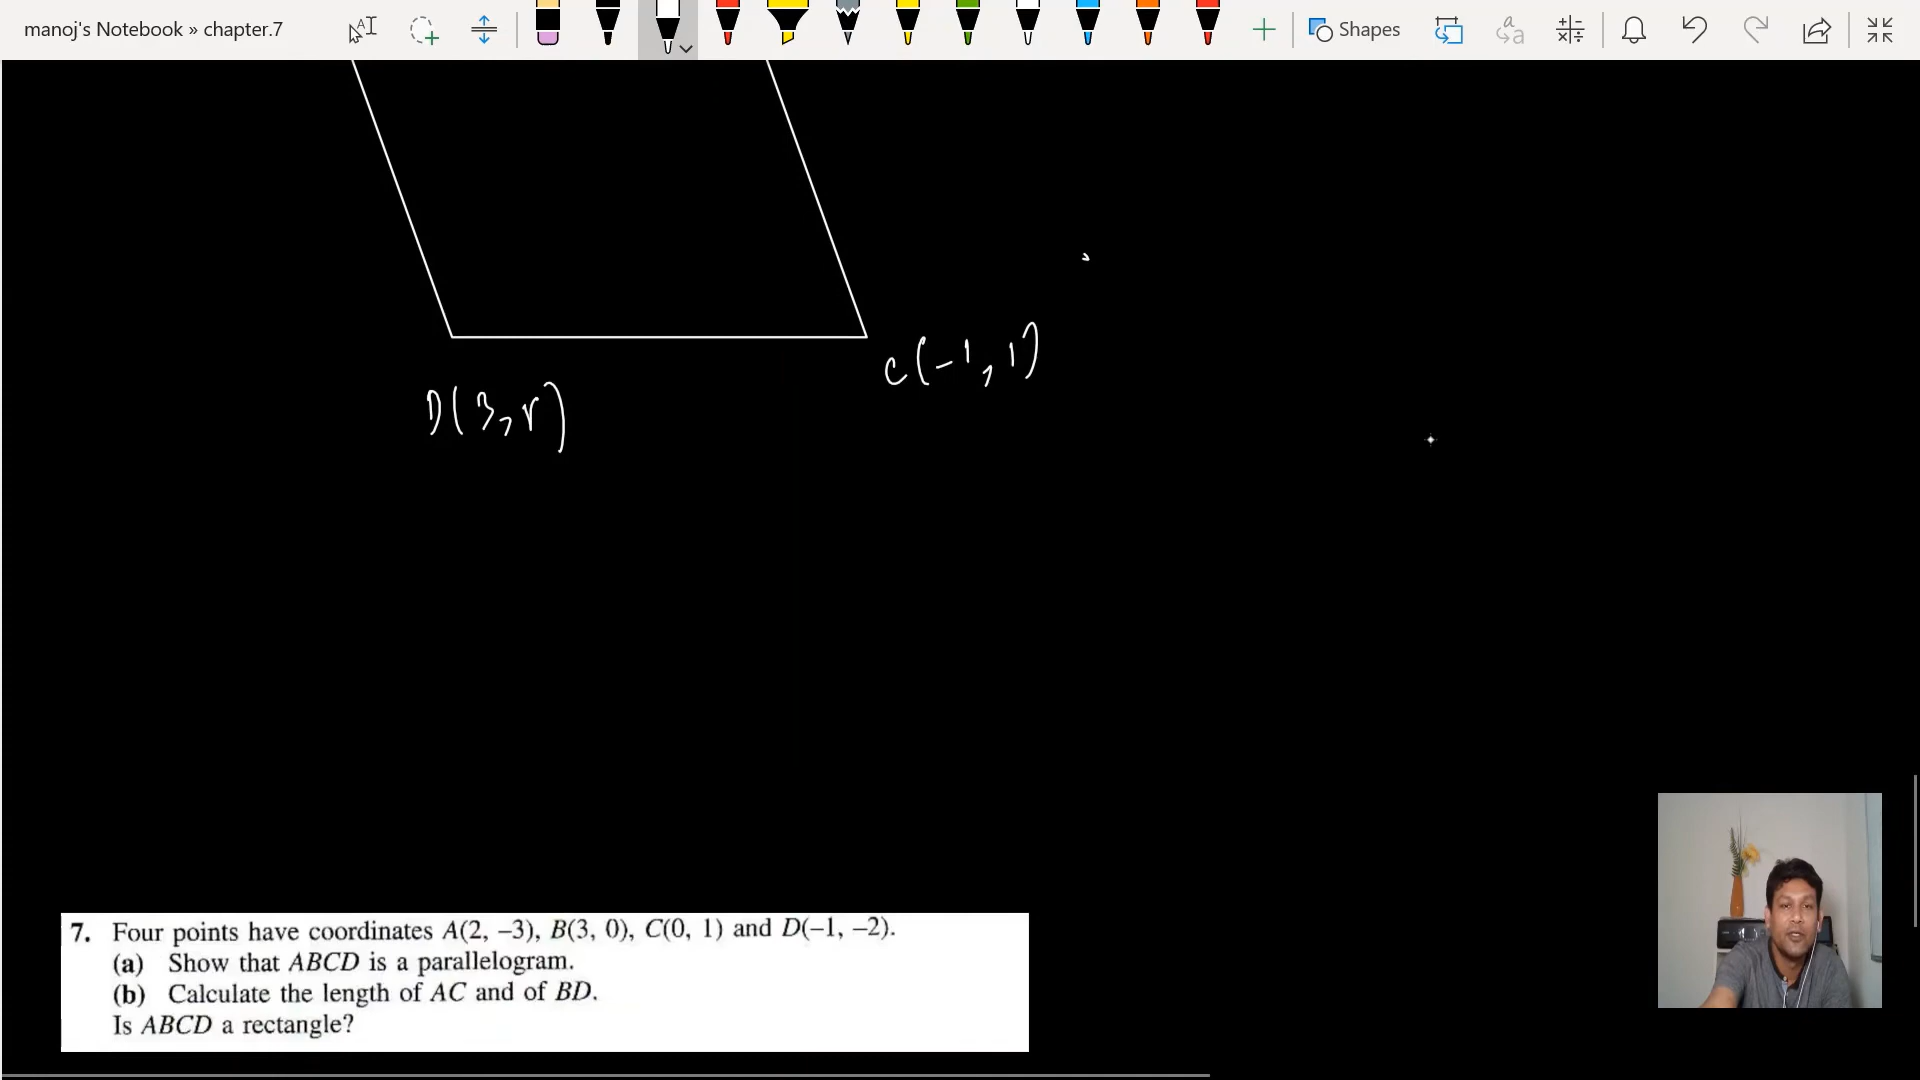 manoj's Notebook » chapter.7
Shapes
C(-1, 1)
D(3, r)
7. Four points have coordinates A(2, –3), B(3, 0), C(0, 1) and D(–1, –2).
(a) Show that ABCD is a parallelogram.
(b) Calculate the length of AC and of BD.
Is ABCD a rectangle?